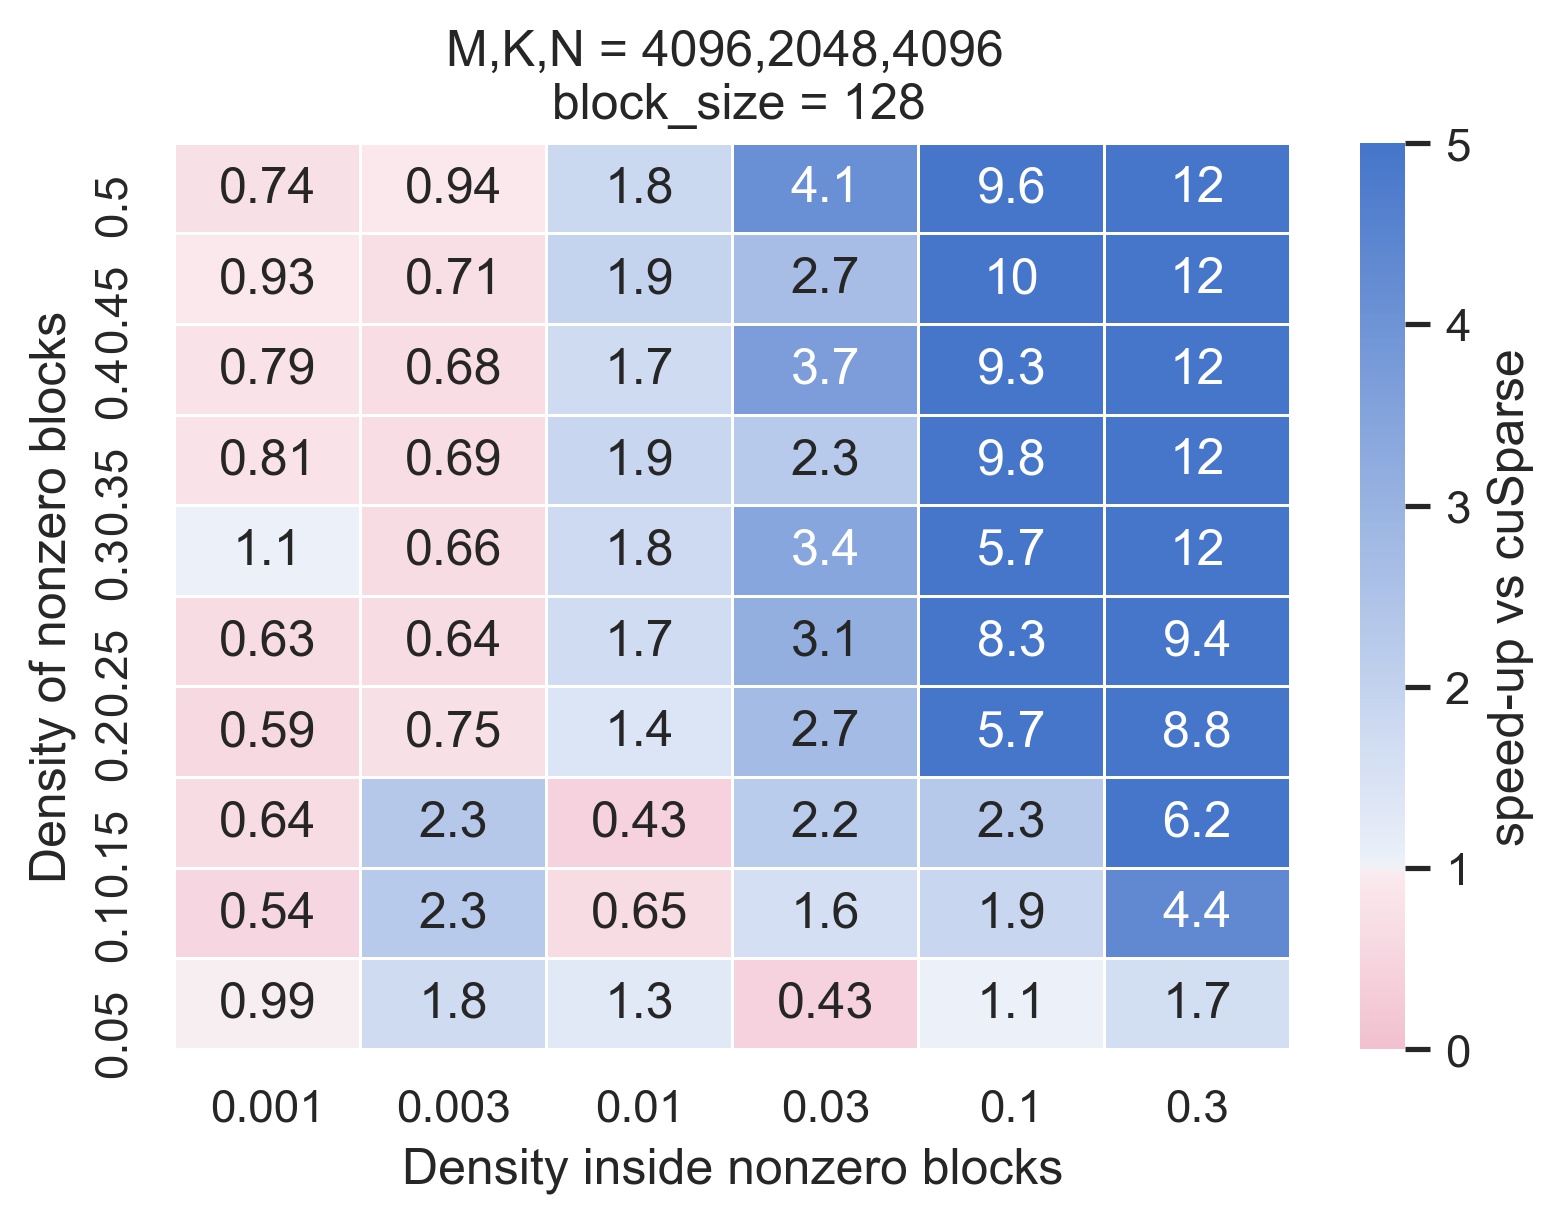 M,K,N = 4096,2048,4096
block_size = 128
Density of nonzero blocks
0.5 0.74 0.94 1.8 4.1 9.6 12
0.45 0.93 0.71 1.9 2.7 10 12
0.4 0.79 0.68 1.7 3.7 9.3 12
0.35 0.81 0.69 1.9 2.3 9.8 12
0.3 1.1 0.66 1.8 3.4 5.7 12
0.25 0.63 0.64 1.7 3.1 8.3 9.4
0.2 0.59 0.75 1.4 2.7 5.7 8.8
0.15 0.64 2.3 0.43 2.2 2.3 6.2
0.1 0.54 2.3 0.65 1.6 1.9 4.4
0.05 0.99 1.8 1.3 0.43 1.1 1.7
0.001 0.003 0.01 0.03 0.1 0.3
Density inside nonzero blocks
5
4
3
2
1
0
speed-up vs cuSparse